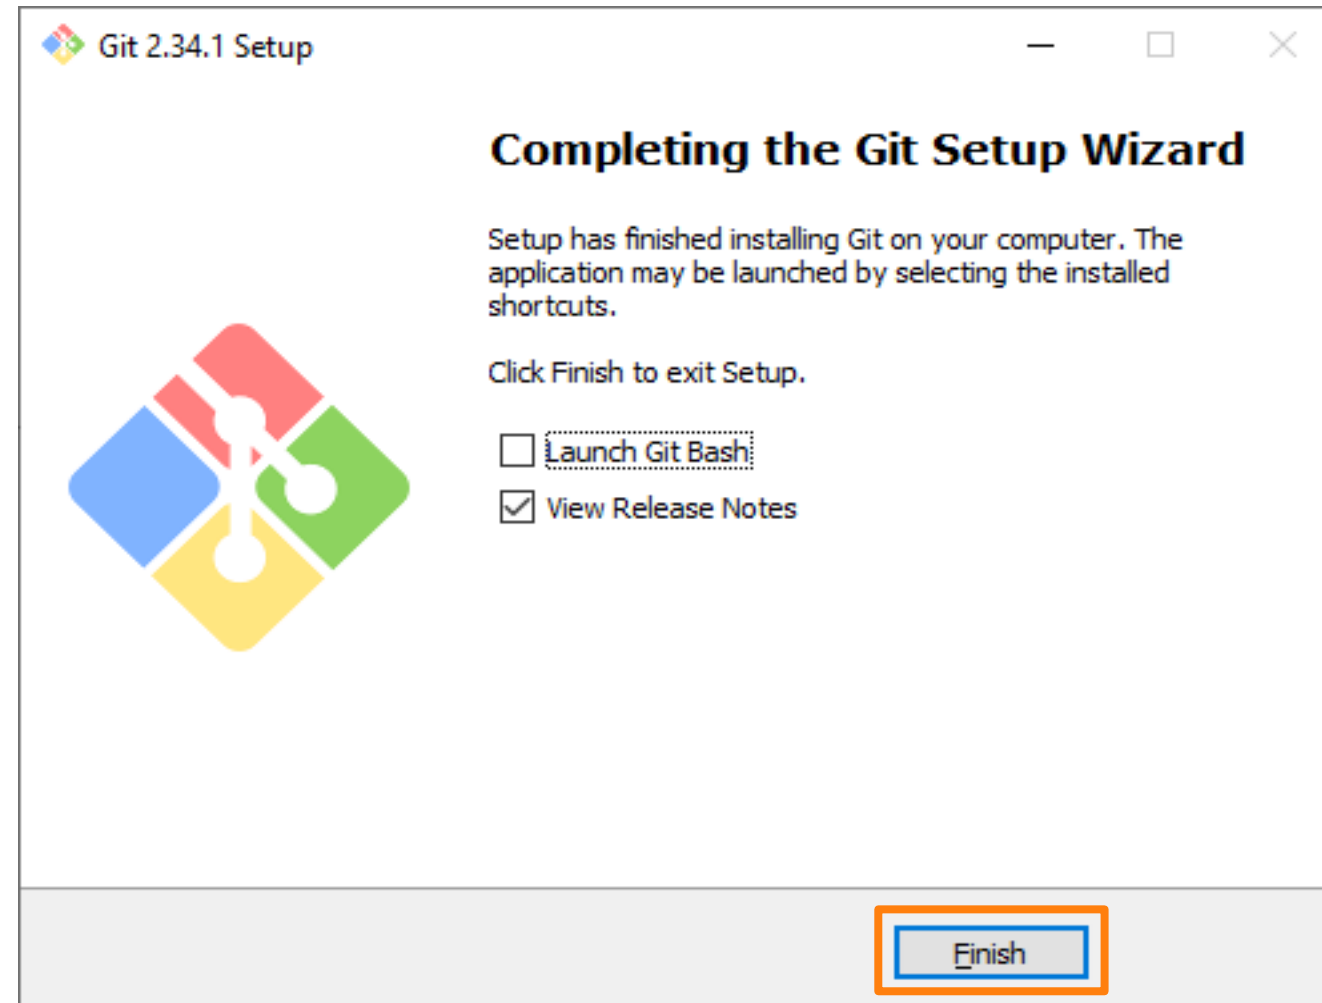 Git 2.34.1 Setup
Completing the Git Setup Wizard
Setup has finished installing Git on your computer. The
application may be launched by selecting the installed
shortcuts.
Click Finish to exit Setup.
Launch Git Bash
View Release Notes
Finish